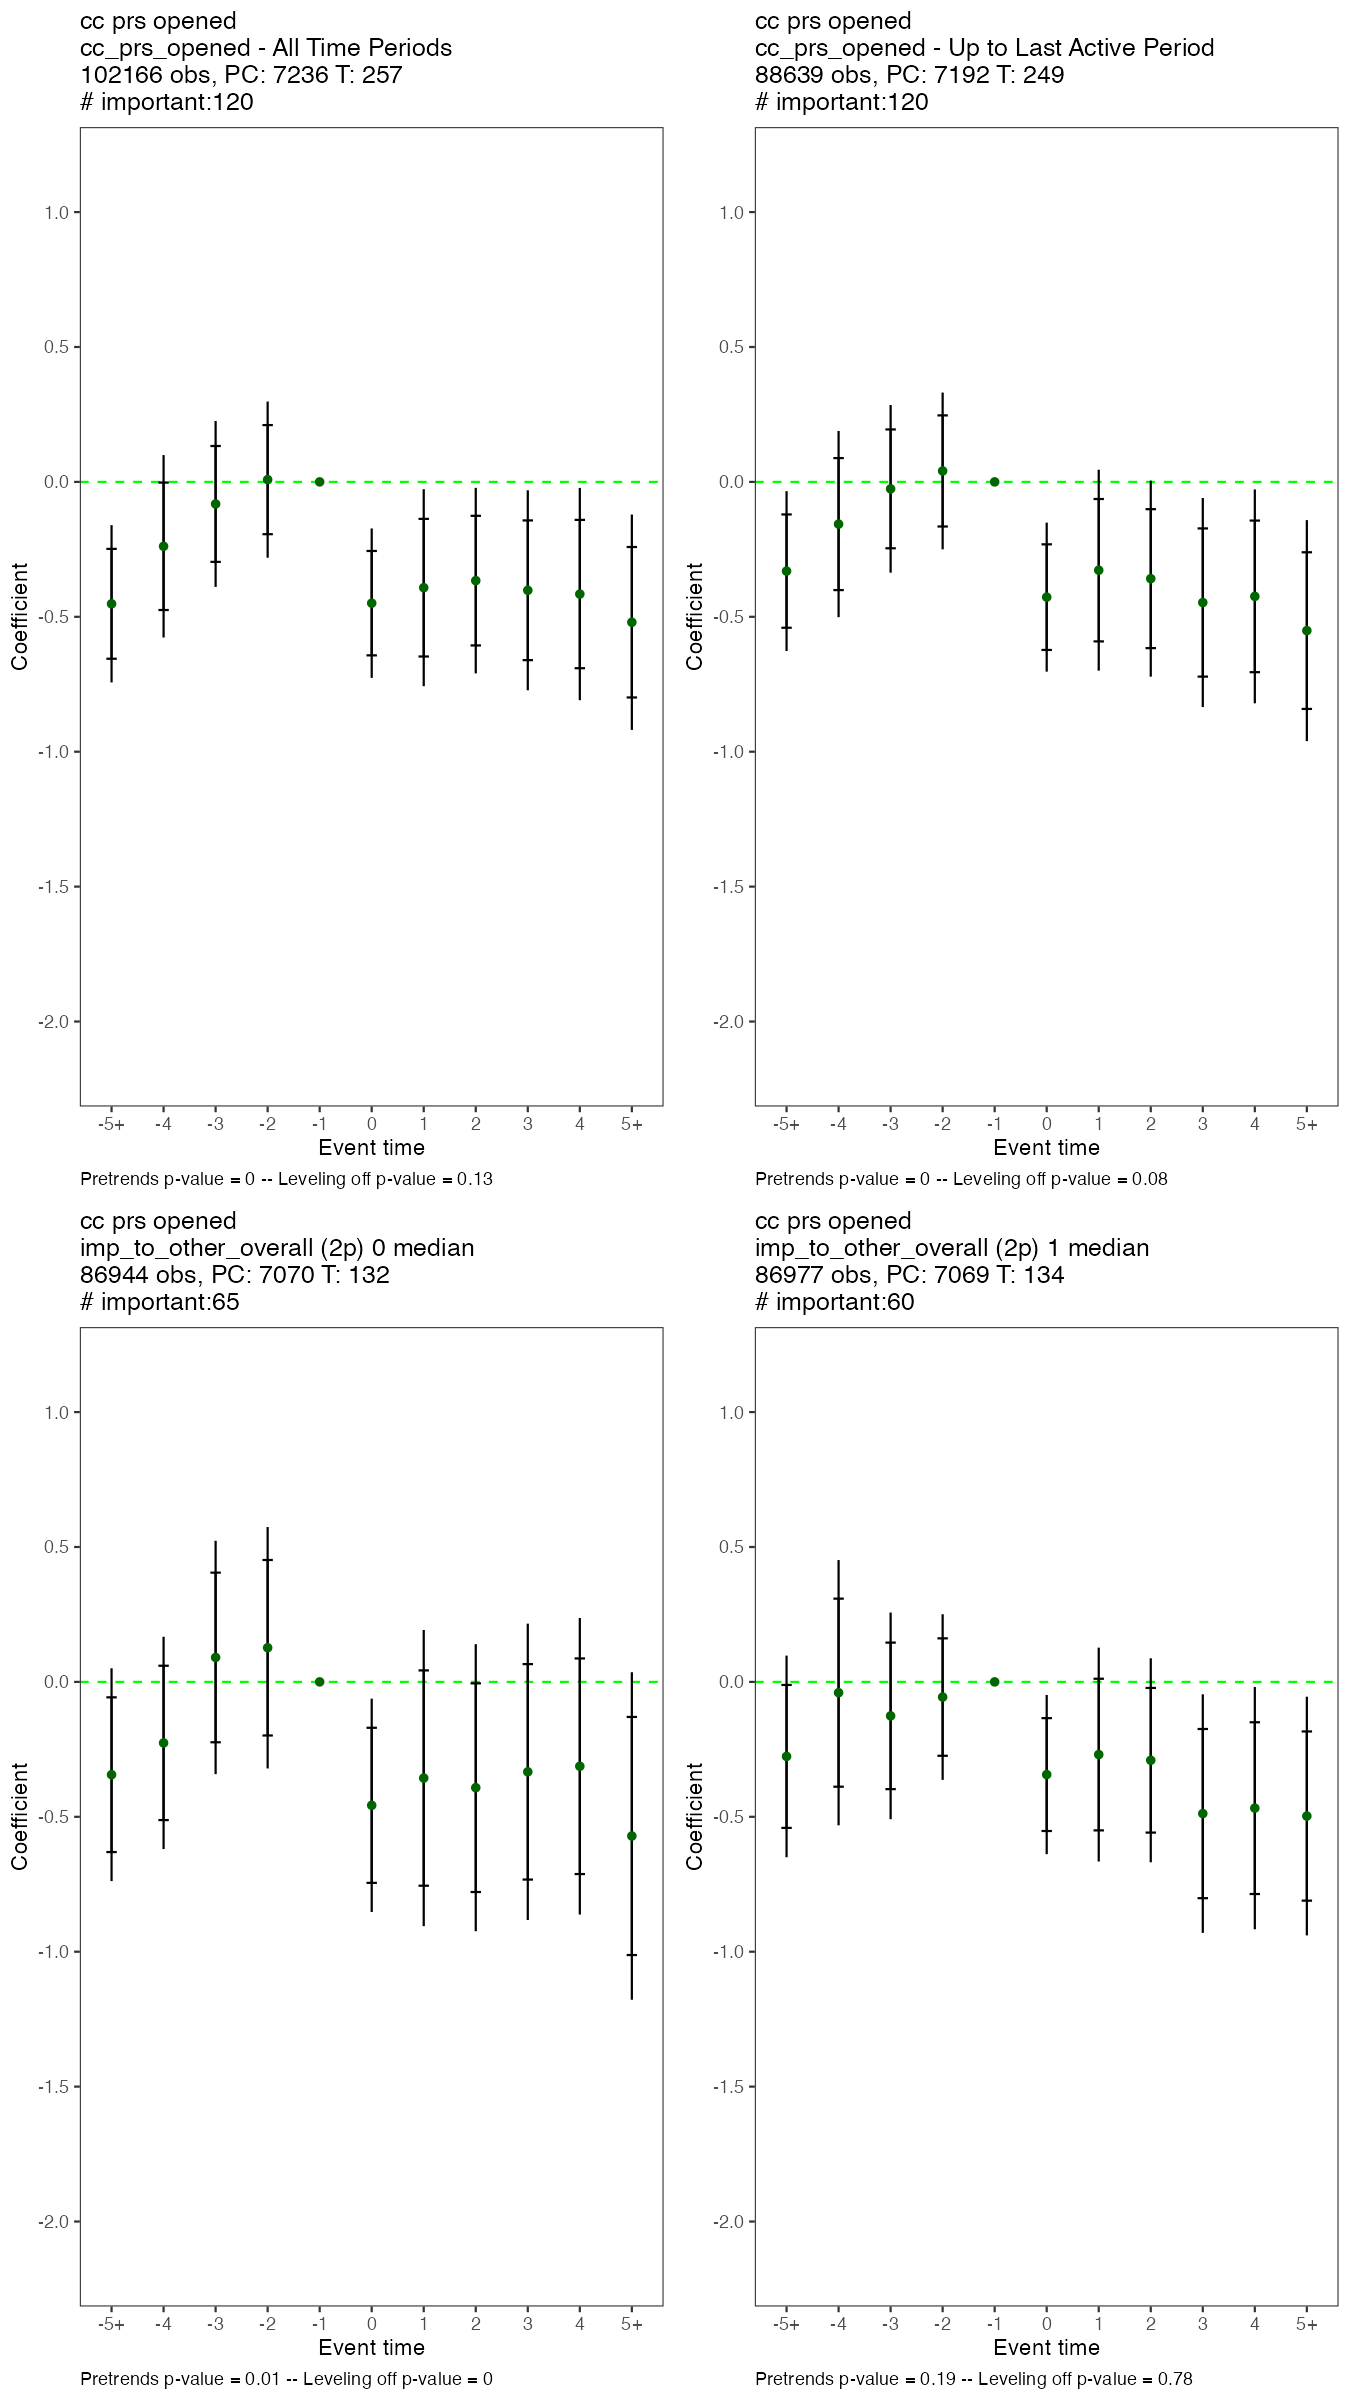 cc prs opened
cc_prs_opened - All Time Periods
102166 obs, PC: 7236 T: 257
# important:120
1.0
0.5
0.0
-0.5
-1.0
-1.5
-2.0
Coefficient
-5+ -4 -3 -2 -1 0 1 2 3 4 5+
Event time
Pretrends p-value = 0 -- Leveling off p-value = 0.13
cc prs opened
cc_prs_opened - Up to Last Active Period
88639 obs, PC: 7192 T: 249
# important:120
1.0
0.5
0.0
-0.5
-1.0
-1.5
-2.0
Coefficient
-5+ -4 -3 -2 -1 0 1 2 3 4 5+
Event time
Pretrends p-value = 0 -- Leveling off p-value = 0.08
cc prs opened
imp_to_other_overall (2p) 0 median
86944 obs, PC: 7070 T: 132
# important:65
1.0
0.5
0.0
-0.5
-1.0
-1.5
-2.0
Coefficient
-5+ -4 -3 -2 -1 0 1 2 3 4 5+
Event time
Pretrends p-value = 0.01 -- Leveling off p-value = 0
cc prs opened
imp_to_other_overall (2p) 1 median
86977 obs, PC: 7069 T: 134
# important:60
1.0
0.5
0.0
-0.5
-1.0
-1.5
-2.0
Coefficient
-5+ -4 -3 -2 -1 0 1 2 3 4 5+
Event time
Pretrends p-value = 0.19 -- Leveling off p-value = 0.78